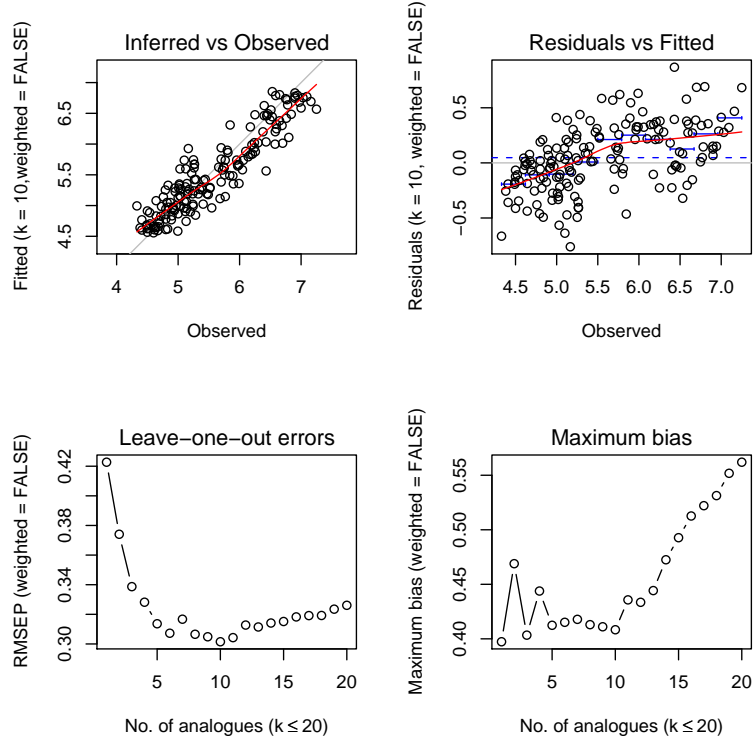 Inferred vs Observed
Fitted (k = 10,weighted = FALSE)
6.5
5.5
4.5
4 5 6 7
Observed
Residuals vs Fitted
Residuals (k = 10, weighted = FALSE)
0.5
0.0
−0.5
4.5 5.0 5.5 6.0 6.5 7.0
Observed
Leave−one−out errors
RMSEP (weighted = FALSE)
0.42
0.38
0.34
0.30
5 10 15 20
No. of analogues (k ≤ 20)
Maximum bias
Maximum bias (weighted = FALSE)
0.55
0.50
0.45
0.40
5 10 15 20
No. of analogues (k ≤ 20)